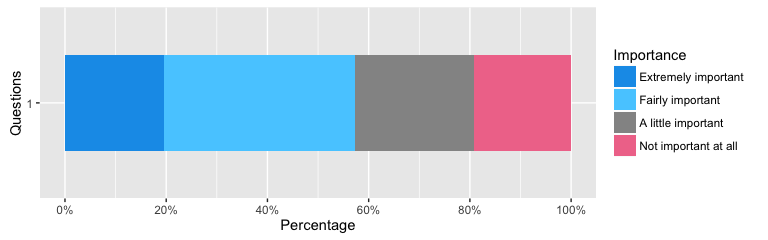 Questions
1
0%
20%
40%
60%
80%
100%
Percentage
Importance
Extremely important
Fairly important
A little important
Not important at all